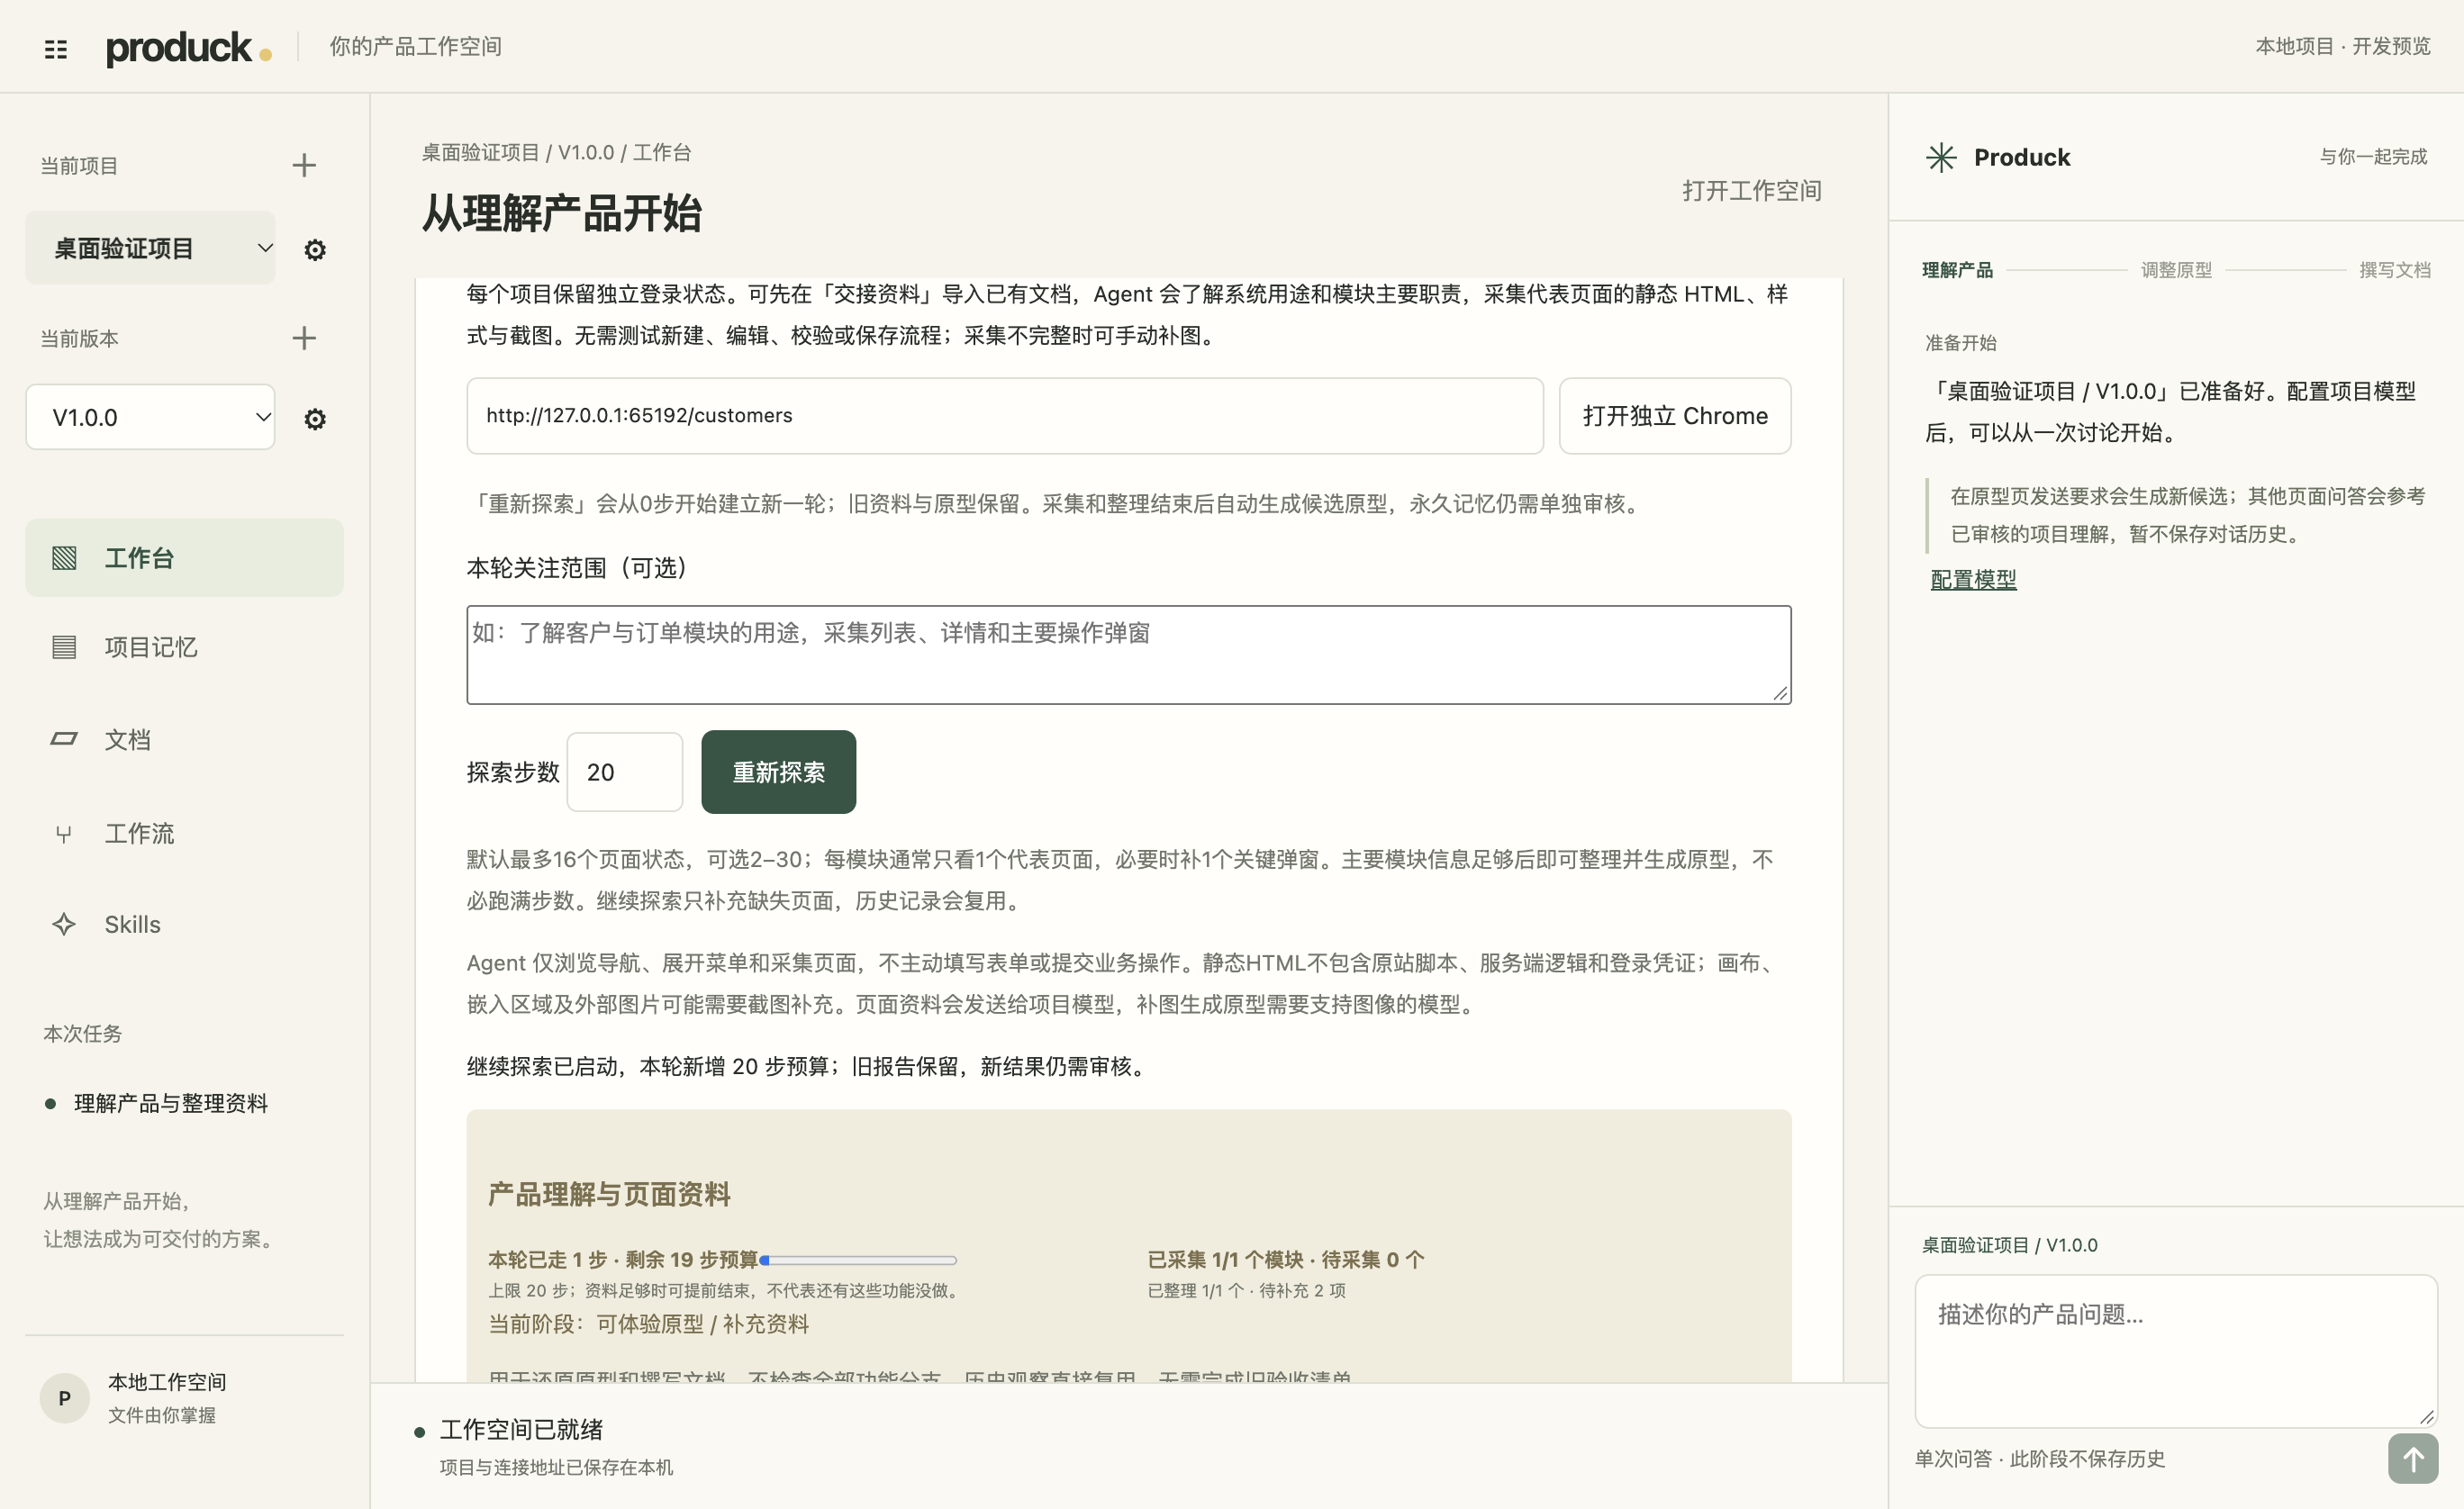 produck
你的产品工作空间
本地项目 · 开发预览
当前项目
桌面验证项目
当前版本
V1.0.0
工作台
项目记忆
文档
工作流
Skills
本次任务
理解产品与整理资料
从理解产品开始，
让想法成为可交付的方案。
P
本地工作空间
文件由你掌握
桌面验证项目 / V1.0.0 / 工作台
从理解产品开始
打开工作空间
每个项目保留独立登录状态。可先在「交接资料」导入已有文档，Agent 会了解系统用途和模块主要职责，采集代表页面的静态 HTML、样
式与截图。无需测试新建、编辑、校验或保存流程；采集不完整时可手动补图。
http://127.0.0.1:65192/customers
打开独立 Chrome
「重新探索」会从0步开始建立新一轮；旧资料与原型保留。采集和整理结束后自动生成候选原型，永久记忆仍需单独审核。
本轮关注范围（可选）
如：了解客户与订单模块的用途，采集列表、详情和主要操作弹窗
探索步数
20
重新探索
默认最多16个页面状态，可选2–30；每模块通常只看1个代表页面，必要时补1个关键弹窗。主要模块信息足够后即可整理并生成原型，不
必跑满步数。继续探索只补充缺失页面，历史记录会复用。
Agent 仅浏览导航、展开菜单和采集页面，不主动填写表单或提交业务操作。静态HTML不包含原站脚本、服务端逻辑和登录凭证；画布、
嵌入区域及外部图片可能需要截图补充。页面资料会发送给项目模型，补图生成原型需要支持图像的模型。
继续探索已启动，本轮新增 20 步预算；旧报告保留，新结果仍需审核。
产品理解与页面资料
本轮已走 1 步 · 剩余 19 步预算
上限 20 步；资料足够时可提前结束，不代表还有这些功能没做。
已采集 1/1 个模块 · 待采集 0 个
已整理 1/1 个 · 待补充 2 项
当前阶段：可体验原型 / 补充资料
用于还原原型和撰写文档，不检查全部功能分支。历史观察直接复用，无需完成旧验收清单
工作空间已就绪
项目与连接地址已保存在本机
Produck
与你一起完成
理解产品
调整原型
撰写文档
准备开始
「桌面验证项目 / V1.0.0」已准备好。配置项目模型
后，可以从一次讨论开始。
在原型页发送要求会生成新候选；其他页面问答会参考
已审核的项目理解，暂不保存对话历史。
配置模型
桌面验证项目 / V1.0.0
描述你的产品问题...
单次问答 · 此阶段不保存历史